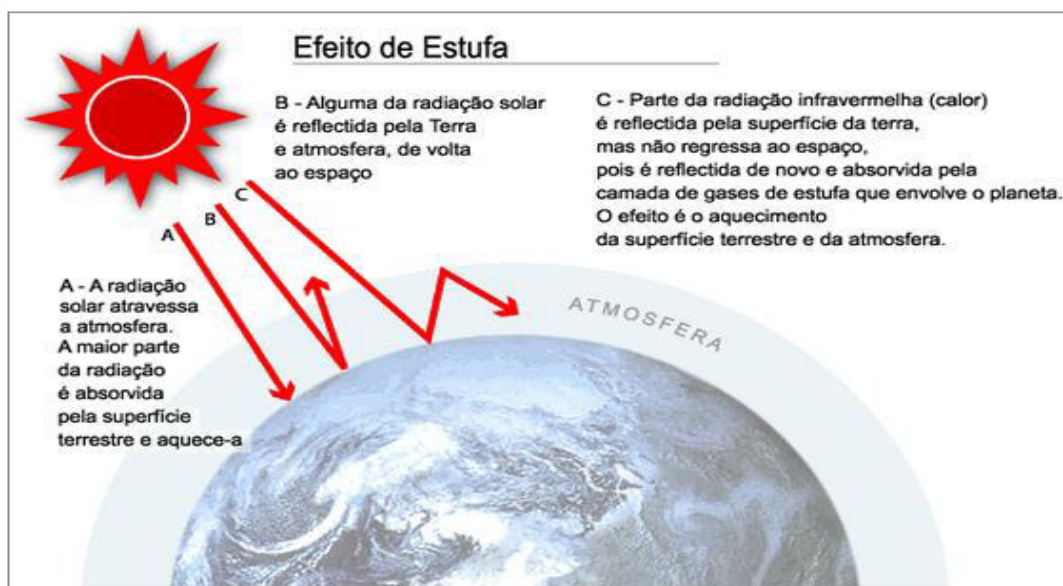 Efeito de Estufa
B - Alguma da radiação solar
é reflectida pela Terra
e atmosfera, de volta
ao espaço
C - Parte da radiação infravermelha (calor)
é reflectida pela superfície da terra,
mas não regressa ao espaço,
pois é reflectida de novo e absorvida pela
camada de gases de estufa que envolve o planeta.
O efeito é o aquecimento
da superfície terrestre e da atmosfera.
C
B
A
A - A radiação
solar atravessa
a atmosfera.
A maior parte
da radiação
é absorvida
pela superfície
terrestre e aquece-a
ATMOSFERA